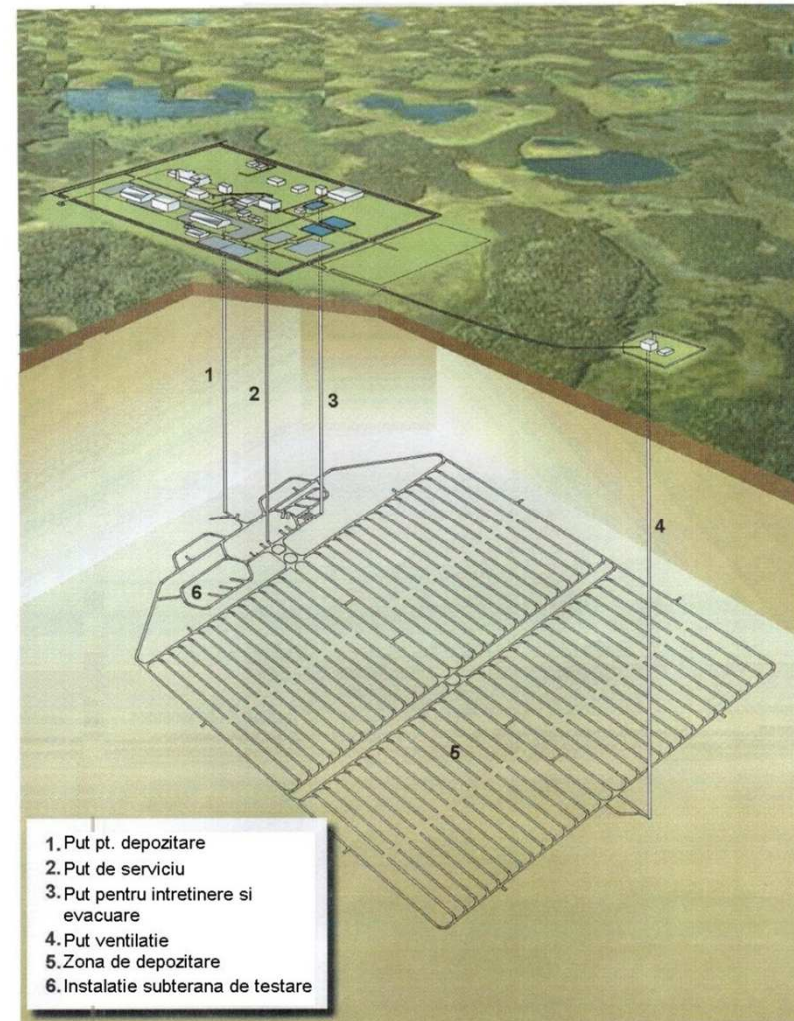 1
2
3
4
6
5
1. Put pt. depozitare
2. Put de serviciu
3. Put pentru intretinere si
evacuare
4. Put ventilatie
5. Zona de depozitare
6. Instalatie subterana de testare